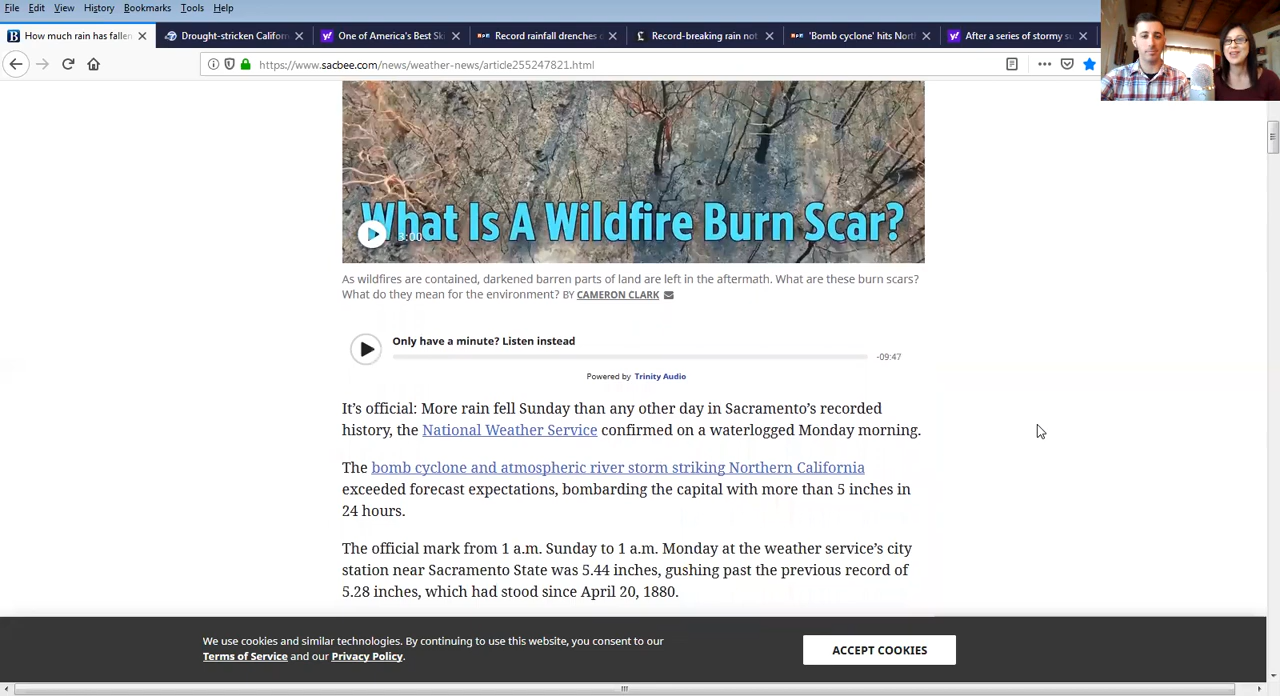 File Edit View History Bookmarks Tools Help
How much rain has fallen
Drought-stricken Californ
One of America's Best Ski
Record rainfall drenches d
Record-breaking rain not
'Bomb cyclone' hits North
After a series of stormy su
https://www.sacbee.com/news/weather-news/article255247821.html
What Is A Wildfire Burn Scar?
3:00
As wildfires are contained, darkened barren parts of land are left in the aftermath. What are these burn scars?
What do they mean for the environment? BY CAMERON CLARK
Only have a minute? Listen instead
-09:47
Powered by Trinity Audio
It's official: More rain fell Sunday than any other day in Sacramento's recorded
history, the National Weather Service confirmed on a waterlogged Monday morning.
The bomb cyclone and atmospheric river storm striking Northern California
exceeded forecast expectations, bombarding the capital with more than 5 inches in
24 hours.
The official mark from 1 a.m. Sunday to 1 a.m. Monday at the weather service's city
station near Sacramento State was 5.44 inches, gushing past the previous record of
5.28 inches, which had stood since April 20, 1880.
We use cookies and similar technologies. By continuing to use this website, you consent to our
Terms of Service and our Privacy Policy.
ACCEPT COOKIES